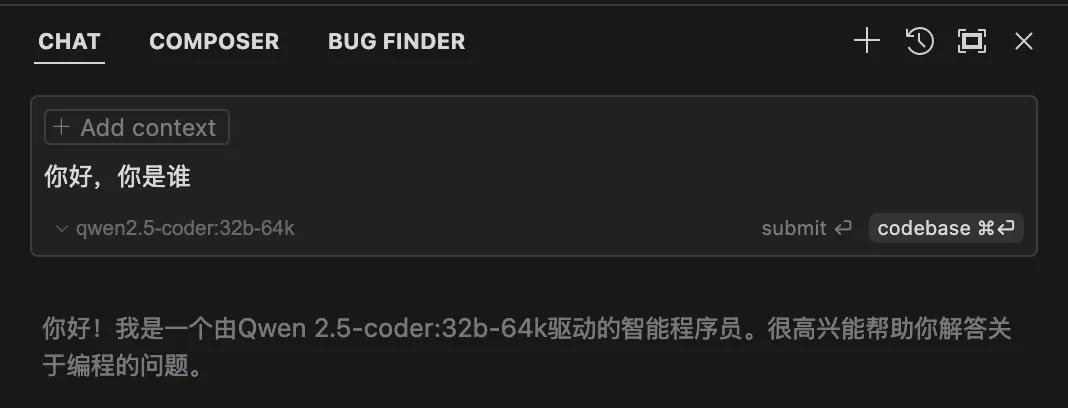 CHAT COMPOSER BUG FINDER
+ Add context
你好，你是谁
qwen2.5-coder:32b-64k submit ⏎ codebase ⌘⏎
你好！我是一个由Qwen 2.5-coder:32b-64k驱动的智能程序员。很高兴能帮助你解答关
于编程的问题。